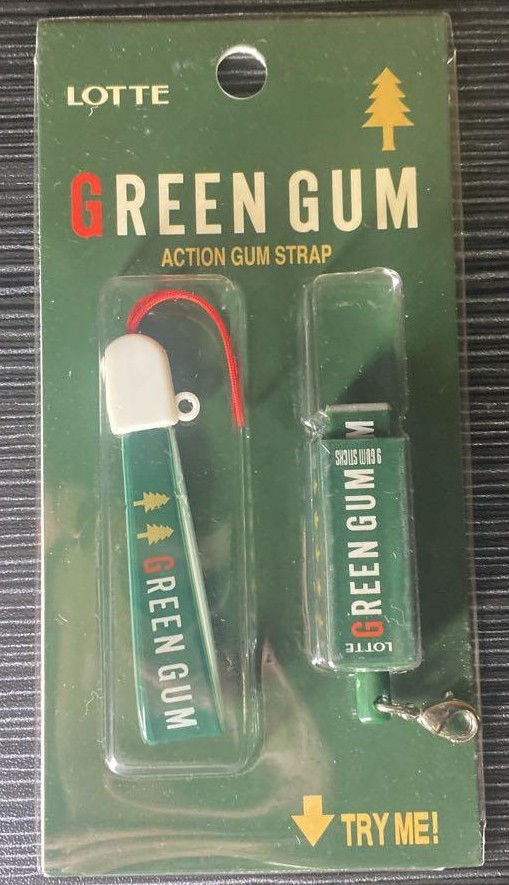 LOTTE
GREEN GUM
ACTION GUM STRAP
GREEN GUM
9 GUM STICKS
GREEN GUM
LOTTE
TRY ME!